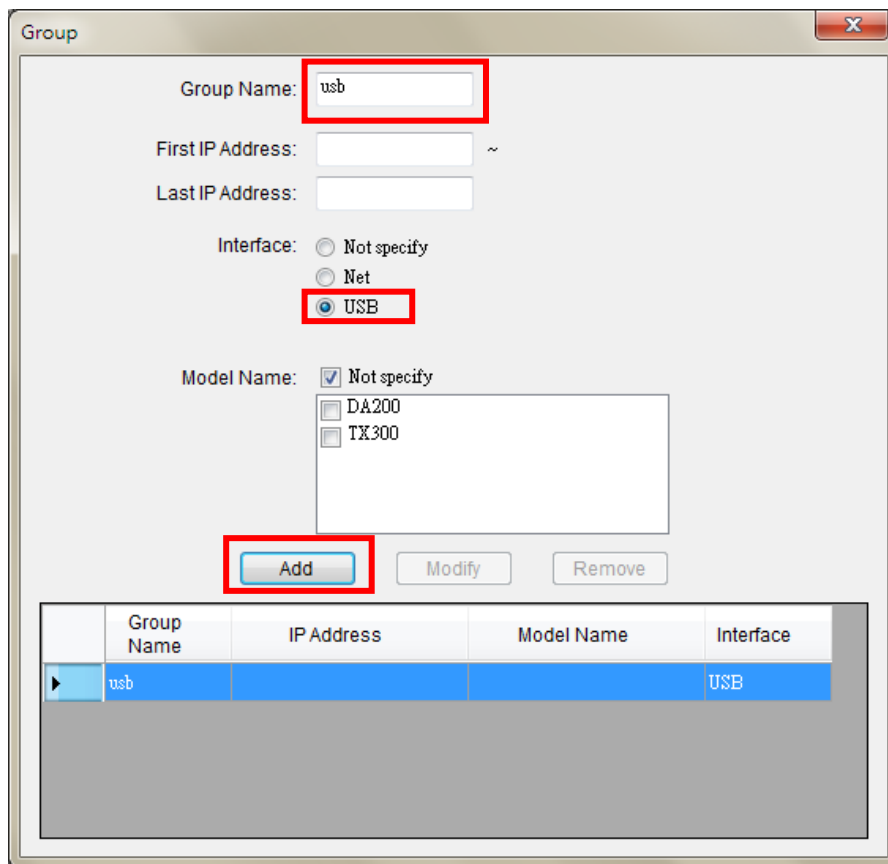 Group
Group Name: usb
First IP Address: ~
Last IP Address:
Interface: Not specify
Net
USB
Model Name: Not specify
DA200
TX300
Add Modify Remove
Group Name IP Address Model Name Interface
usb USB